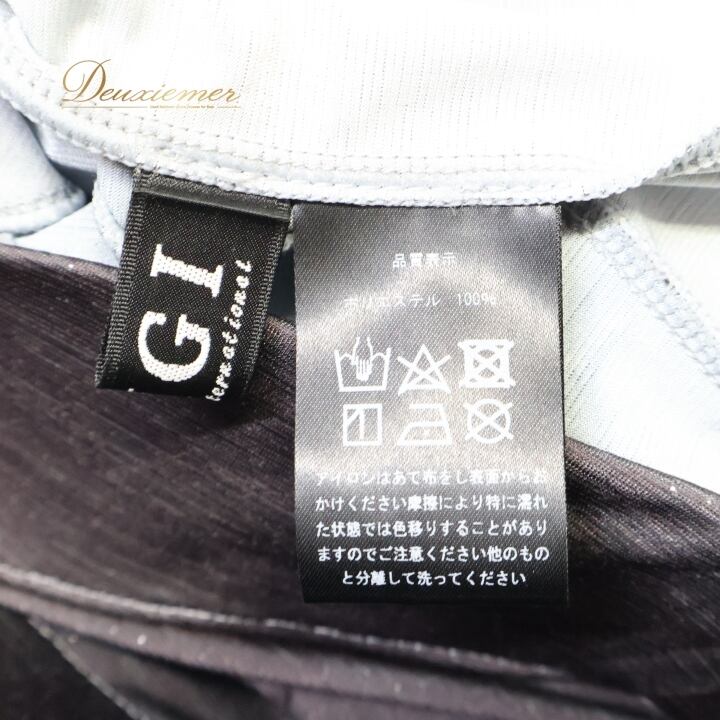 Deuxiemer
GI
ternational
品質表示
ポリエステル 100%
アイロンはあて布をし表面からお
かけください摩擦により特に濡れ
た状態では色移りすることがあり
ますのでご注意ください他のもの
と分離して洗ってください